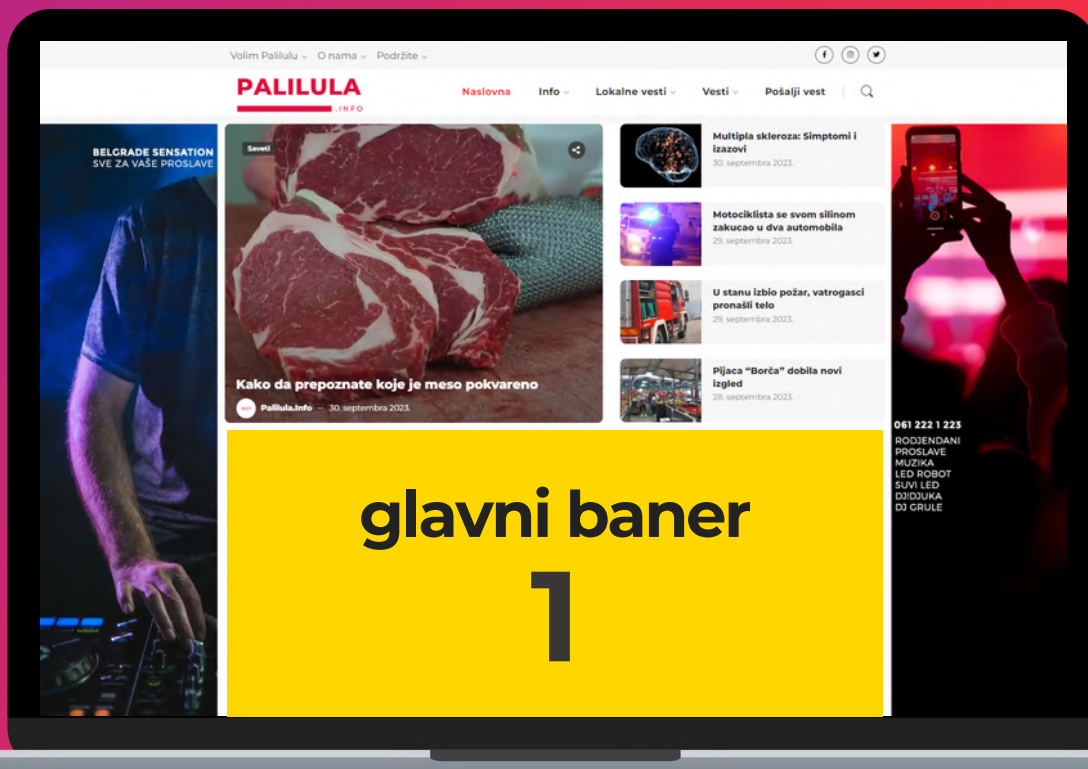 Volim Palilulu O nama Podržite
PALILULA
.INFO
Naslovna Info Lokalne vesti Vesti Pošalji vest
BELGRADE SENSATION
SVE ZA VAŠE PROSLAVE
Saveti
Kako da prepoznate koje je meso pokvareno
Palilula.Info – 30. septembra 2023.
Multipla skleroza: Simptomi i
izazovi
30. septembra 2023.
Motociklista se svom silinom
zakucao u dva automobila
29. septembra 2023.
U stanu izbio požar, vatrogasci
pronašli telo
29. septembra 2023.
Pijaca “Borča” dobila novi
izgled
28. septembra 2023.
061 222 1 223
RODJENDANI
PROSLAVE
MUZIKA
LED ROBOT
SUVI LED
DJ!DJUKA
DJ GRULE
glavni baner
1